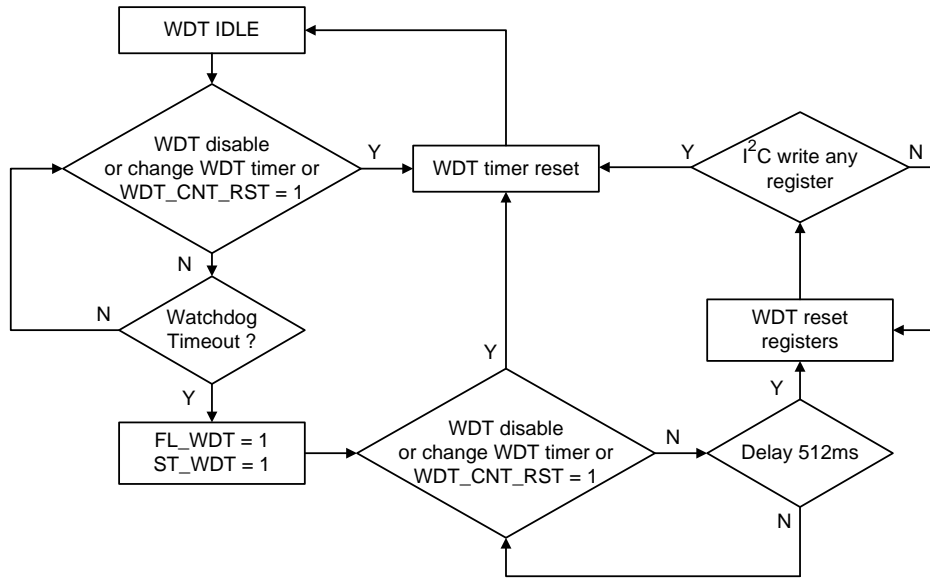 WDT IDLE
WDT disable
or change WDT timer or
WDT_CNT_RST = 1
Y
WDT timer reset
Y
I²C write any
register
N
N
Watchdog
Timeout ?
N
Y
FL_WDT = 1
ST_WDT = 1
WDT disable
or change WDT timer or
WDT_CNT_RST = 1
Y
N
WDT reset
registers
Y
Delay 512ms
N